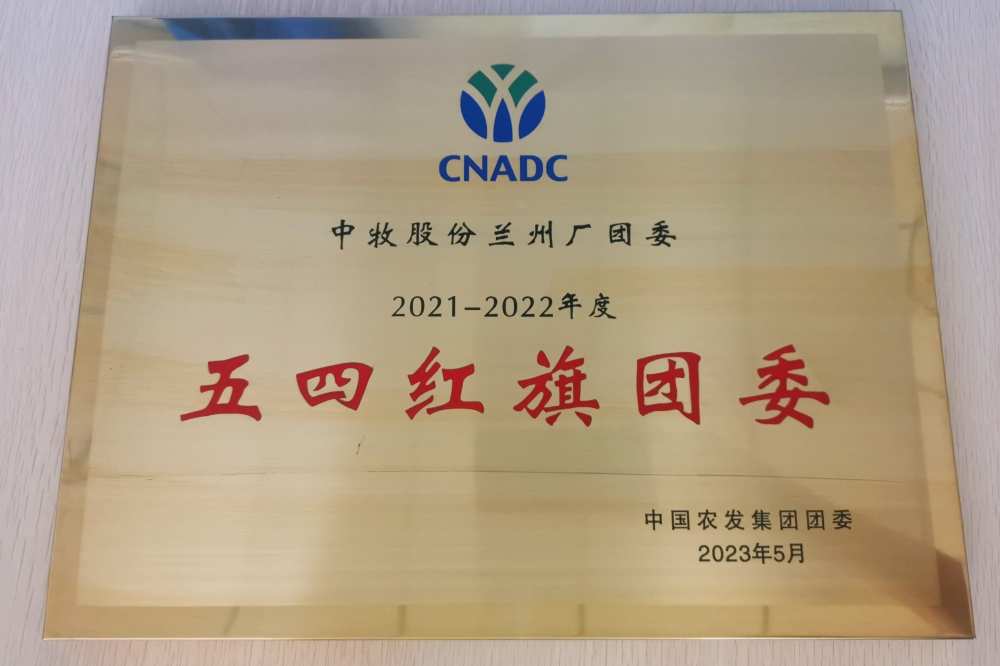 CNADC
中牧股份兰州厂团委
2021-2022年度
五四红旗团委
中国农发集团团委
2023年5月